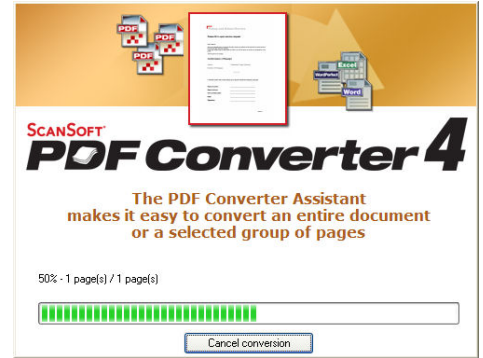 PDF
PDF
PDF
WordPerfect
Excel
Word
SCANSOFT
PDF Converter 4
The PDF Converter Assistant
makes it easy to convert an entire document
or a selected group of pages
50% - 1 page(s) / 1 page(s)
Cancel conversion